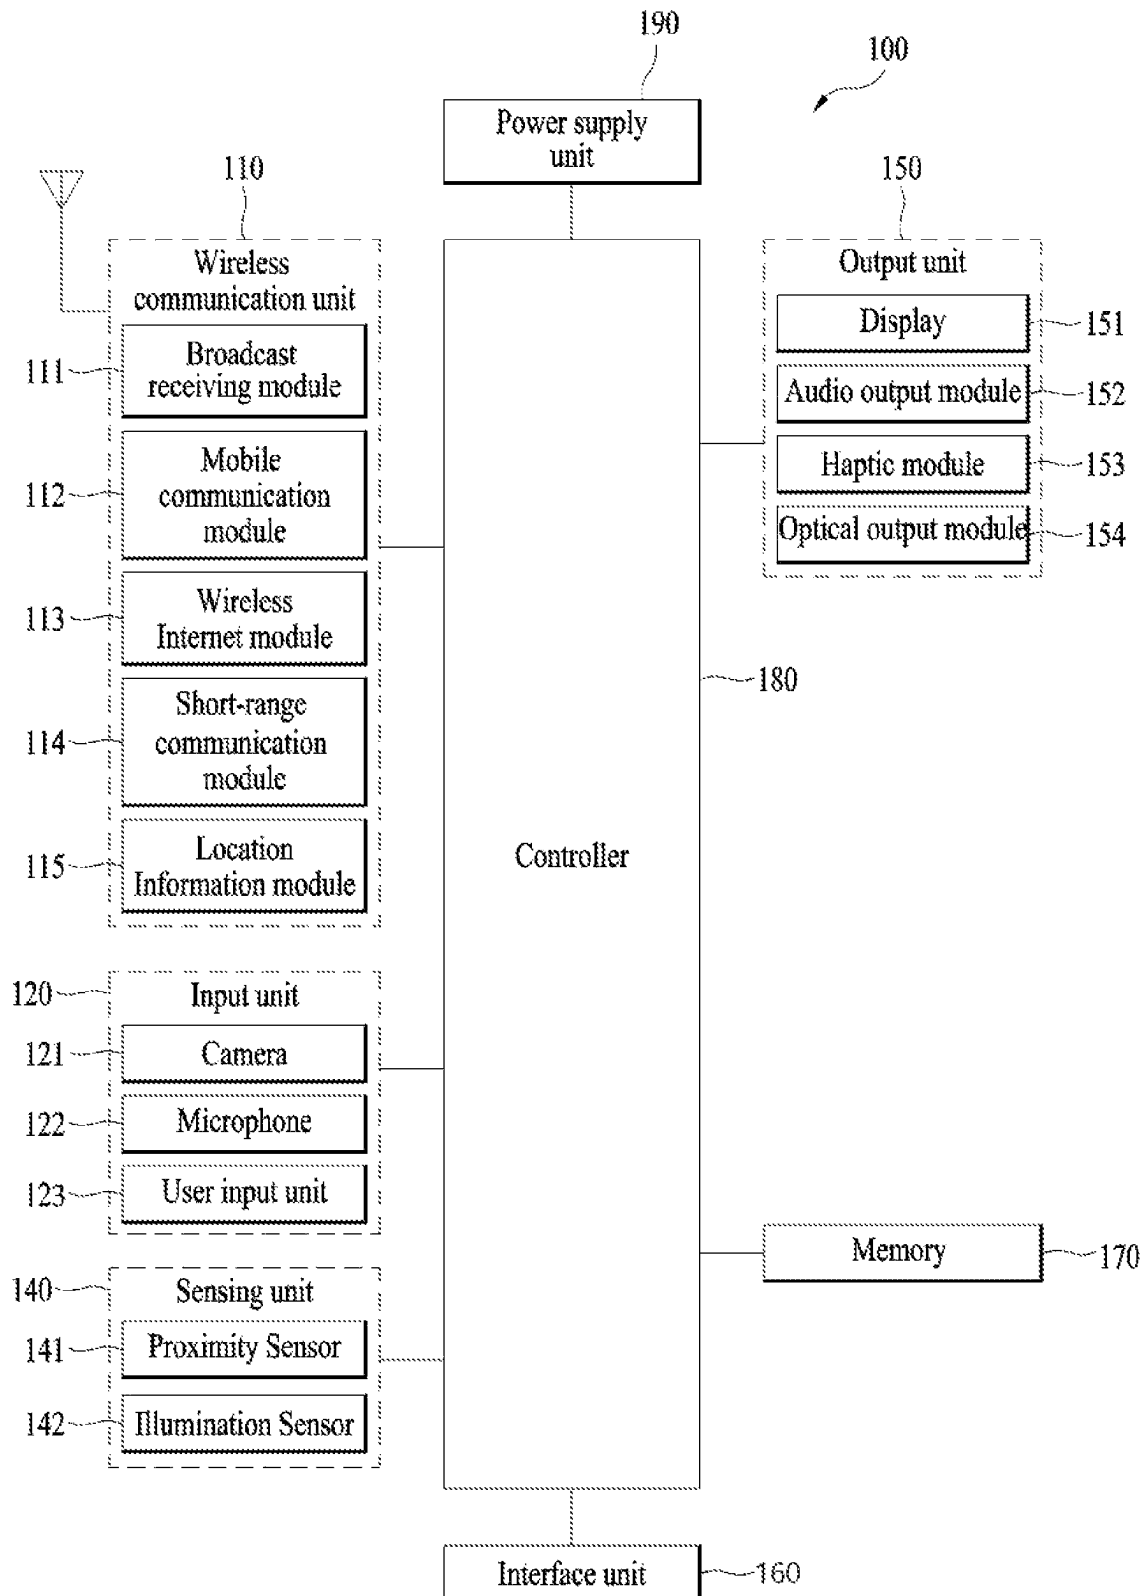 190
100
Power supply
unit
110
150
Wireless
communication unit
111
Broadcast
receiving module
112
Mobile
communication
module
113
Wireless
Internet module
114
Short-range
communication
module
115
Location
Information module
120
Input unit
121
Camera
122
Microphone
123
User input unit
140
Sensing unit
141
Proximity Sensor
142
Illumination Sensor
Controller
180
Output unit
Display
151
Audio output module
152
Haptic module
153
Optical output module
154
Memory
170
Interface unit
160